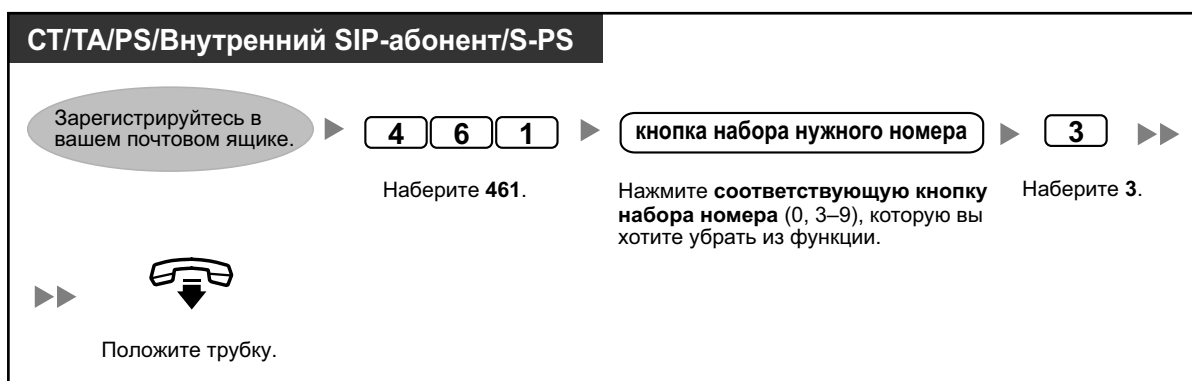 СТ/ТА/PS/Внутренний SIP-абонент/S-PS
Зарегистрируйтесь в
вашем почтовом ящике.
4 6 1
кнопка набора нужного номера
3
Наберите 461.
Нажмите соответствующую кнопку
набора номера (0, 3–9), которую вы
хотите убрать из функции.
Наберите 3.
Положите трубку.